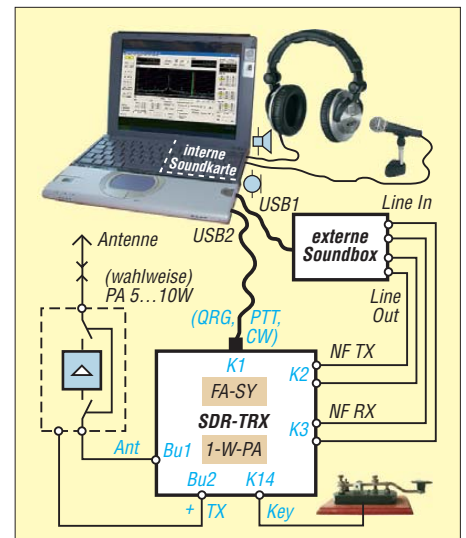 interne
Soundkarte
USB1
USB2
Line In
externe
Soundbox
Line
Out
Antenne
(wahlweise)
PA 5...10W
(QRG, PTT,
CW)
K1
K2
NF TX
FA-SY
SDR-TRX
NF RX
K3
1-W-PA
Ant
Bu1
Bu2
K14
+ TX
Key